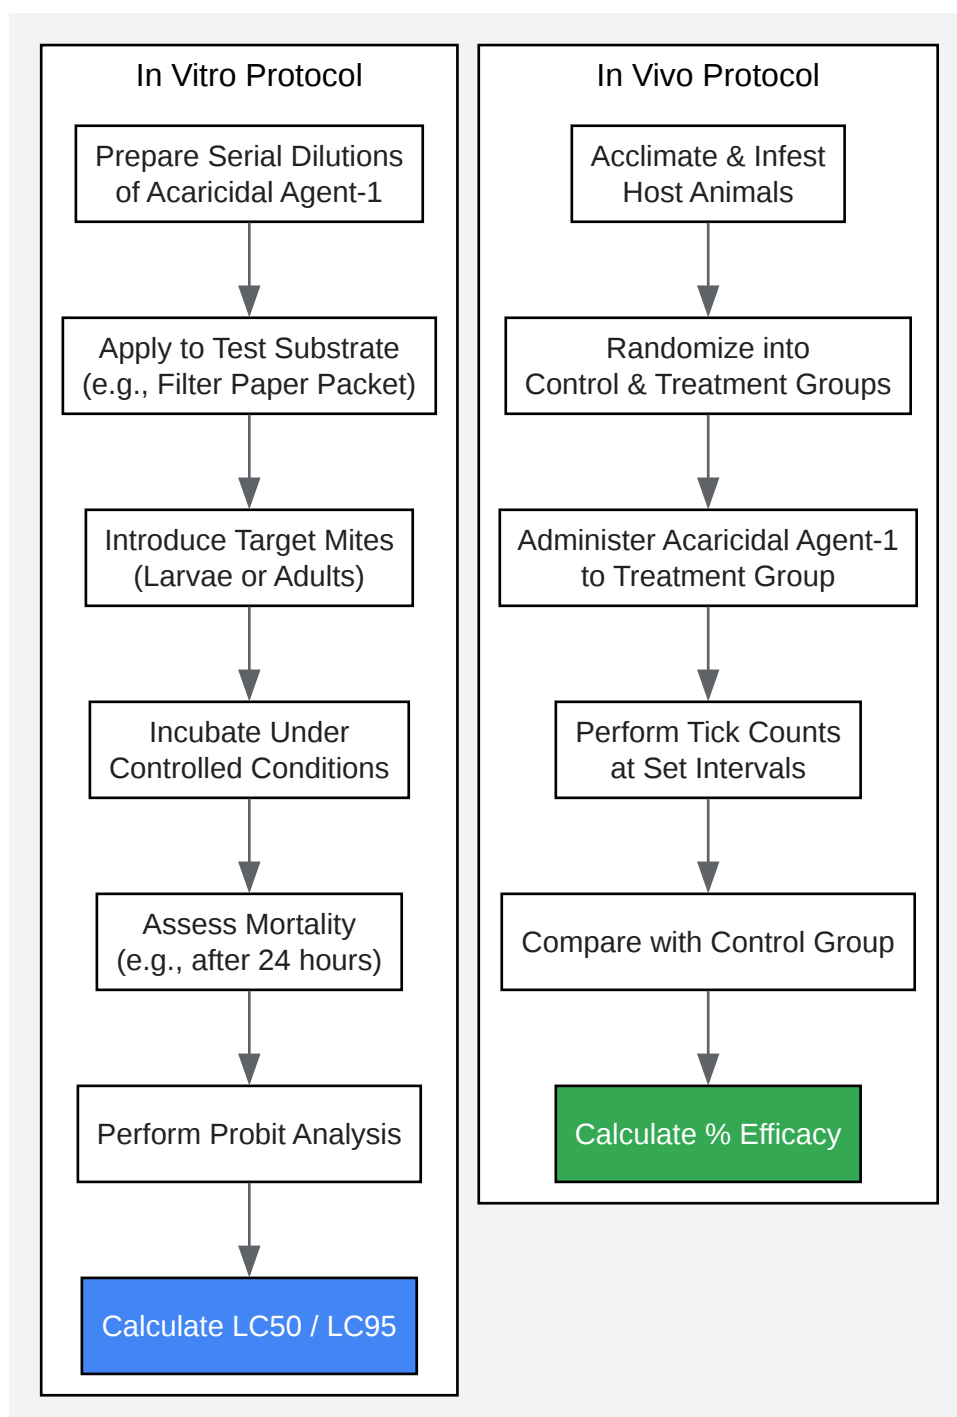 In Vitro Protocol
Prepare Serial Dilutions
of Acaricidal Agent-1
Apply to Test Substrate
(e.g., Filter Paper Packet)
Introduce Target Mites
(Larvae or Adults)
Incubate Under
Controlled Conditions
Assess Mortality
(e.g., after 24 hours)
Perform Probit Analysis
Calculate LC50 / LC95
In Vivo Protocol
Acclimate & Infest
Host Animals
Randomize into
Control & Treatment Groups
Administer Acaricidal Agent-1
to Treatment Group
Perform Tick Counts
at Set Intervals
Compare with Control Group
Calculate % Efficacy